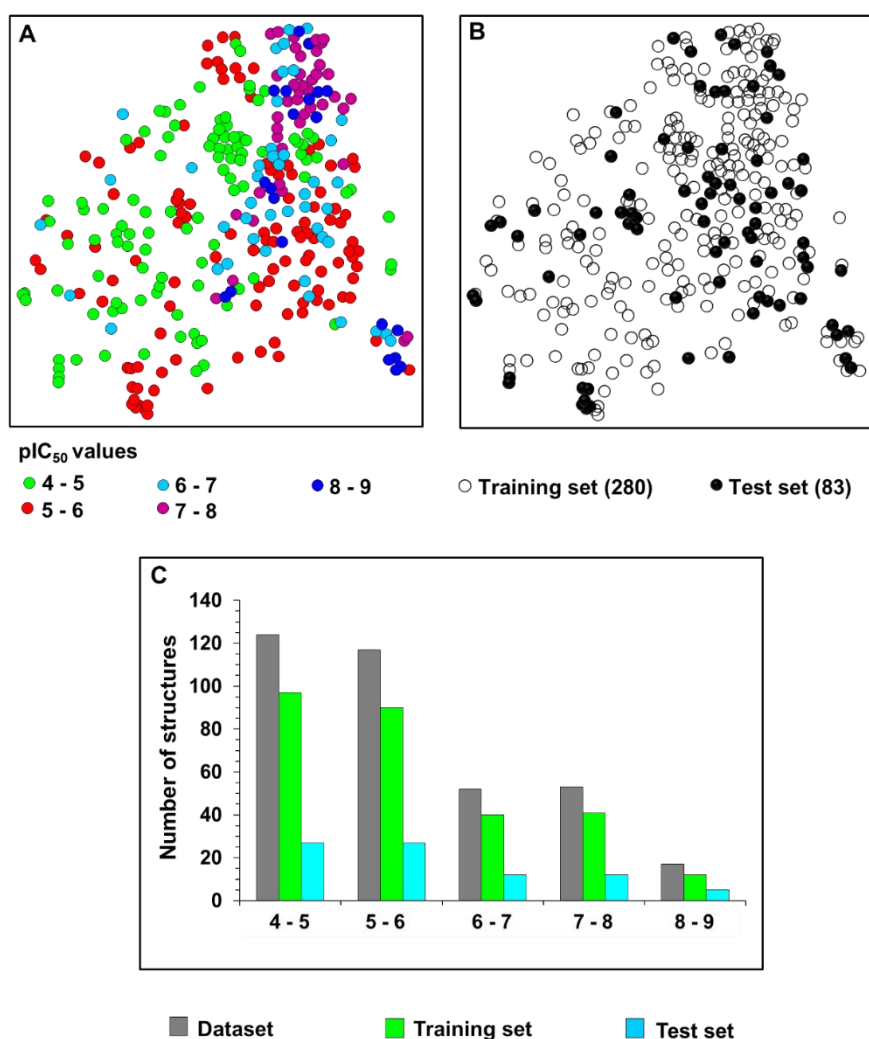 A
B
pIC50 values
4 - 5
6 - 7
8 - 9
Training set (280)
Test set (83)
5 - 6
7 - 8
C
140
120
100
80
60
40
20
0
Number of structures
4 - 5
5 - 6
6 - 7
7 - 8
8 - 9
Dataset
Training set
Test set